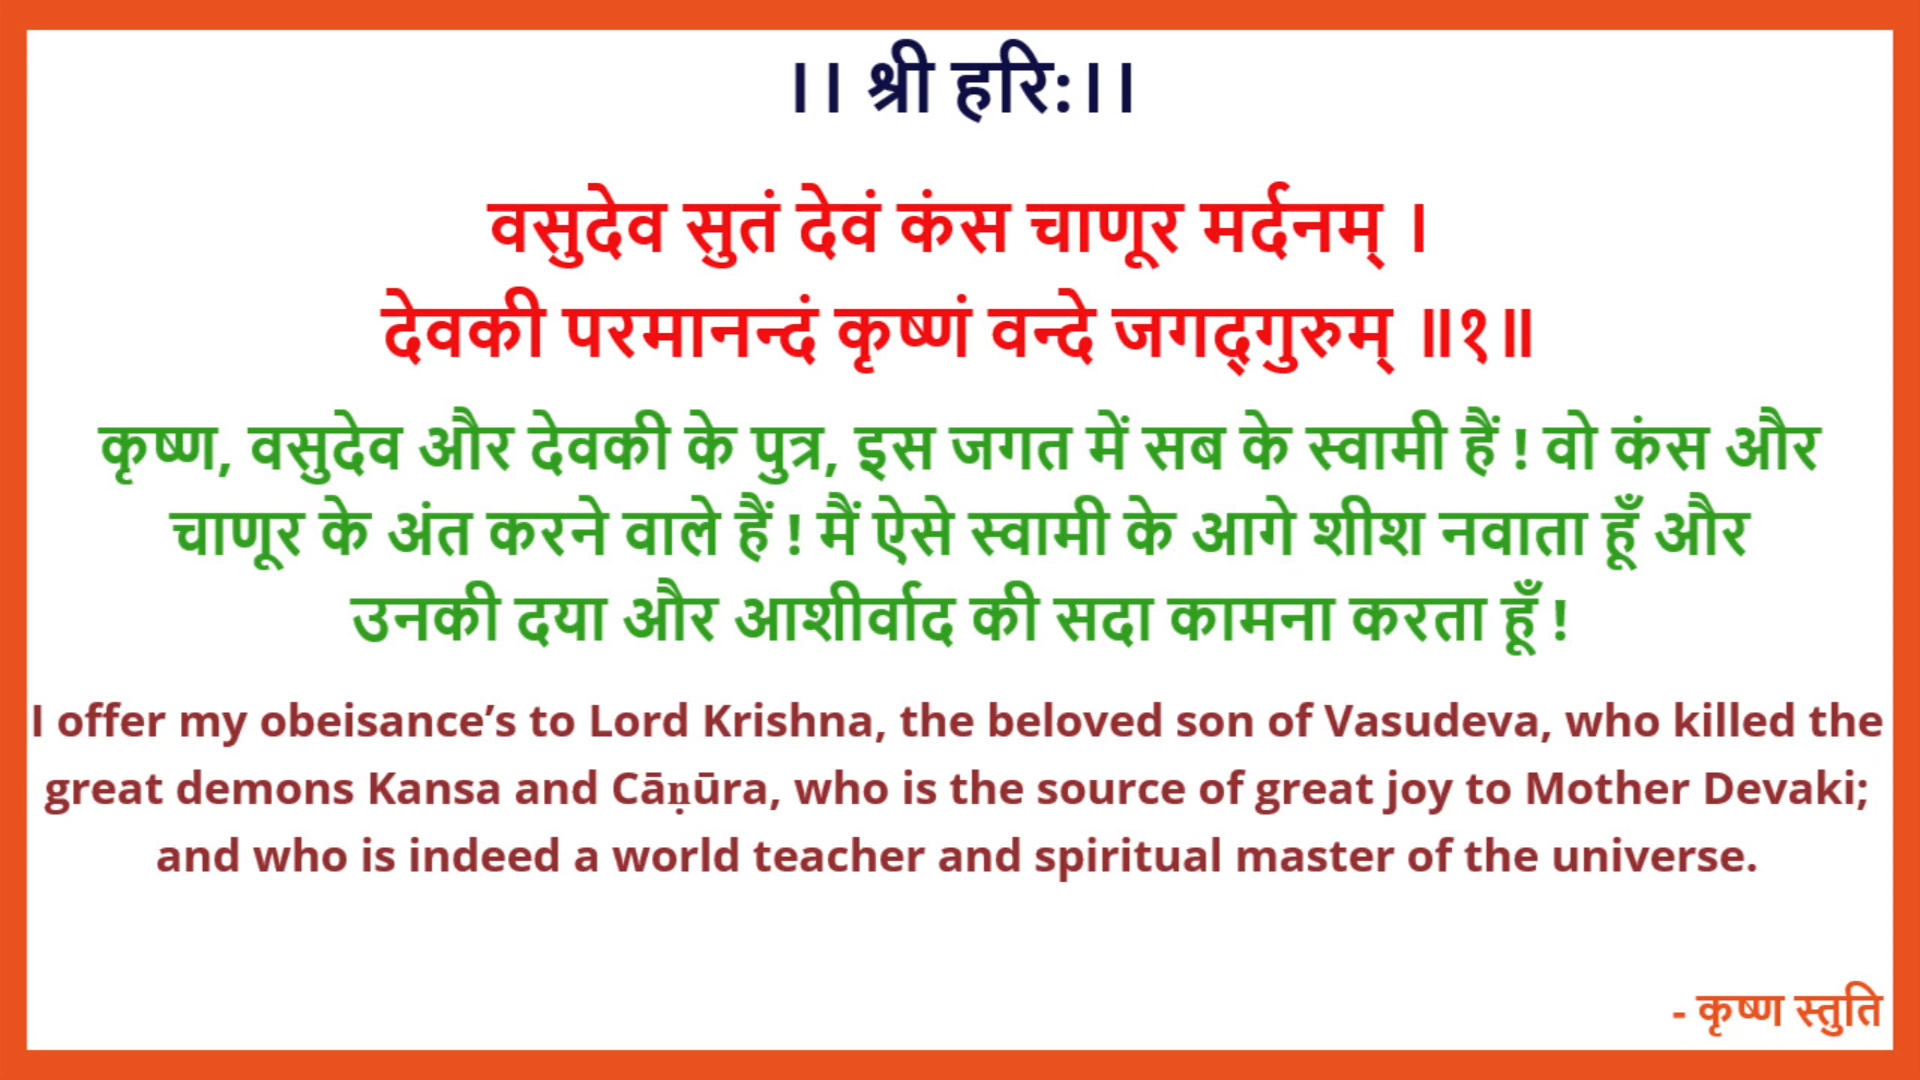 ।। श्री हरि:।।
वसुदेव सुतं देवं कंस चाणूर मर्दनम् ।
देवकी परमानन्दं कृष्णं वन्दे जगद्गुरुम् ॥१॥
कृष्ण, वसुदेव और देवकी के पुत्र, इस जगत में सब के स्वामी हैं ! वो कंस और
चाणूर के अंत करने वाले हैं ! मैं ऐसे स्वामी के आगे शीश नवाता हूँ और
उनकी दया और आशीर्वाद की सदा कामना करता हूँ !
I offer my obeisance’s to Lord Krishna, the beloved son of Vasudeva, who killed the
great demons Kansa and Cāṇūra, who is the source of great joy to Mother Devaki;
and who is indeed a world teacher and spiritual master of the universe.
- कृष्ण स्तुति